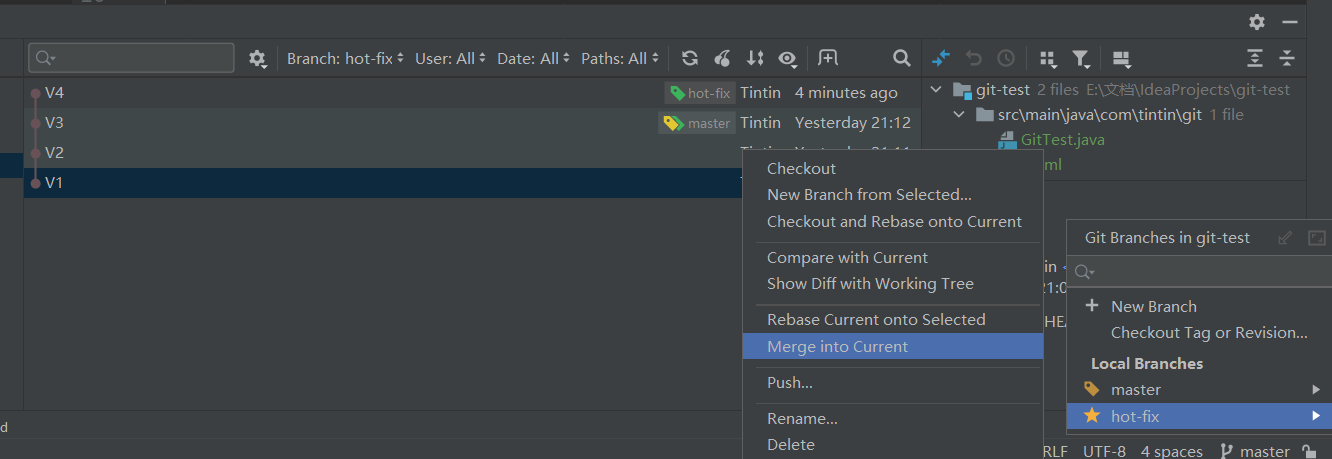 Branch: hot-fix User: All Date: All Paths: All
V4 hot-fix Tintin 4 minutes ago
V3 master Tintin Yesterday 21:12
V2
V1
git-test 2 files E:\文档\IdeaProjects\git-test
src\main\java\com\tintin\git 1 file
GitTest.java
ml
Checkout
New Branch from Selected...
Checkout and Rebase onto Current
Compare with Current
Show Diff with Working Tree
Rebase Current onto Selected
Merge into Current
Push...
Rename...
Delete
in
21:0
HEA
Git Branches in git-test
New Branch
Checkout Tag or Revision...
Local Branches
master
hot-fix
d
RLF UTF-8 4 spaces master